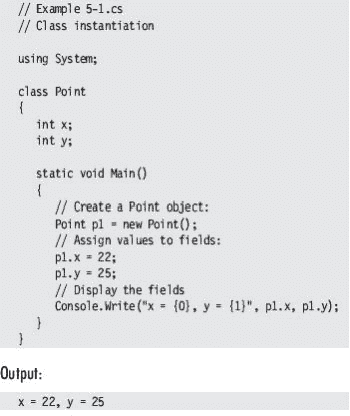 // Example 5-1.cs
// Class instantiation
using System;
class Point
{
int x;
int y;
static void Main()
{
// Create a Point object:
Point p1 = new Point();
// Assign values to fields:
p1.x = 22;
p1.y = 25;
// Display the fields
Console.Write("x = {0}, y = {1}", p1.x, p1.y);
}
}
Output:
x = 22, y = 25